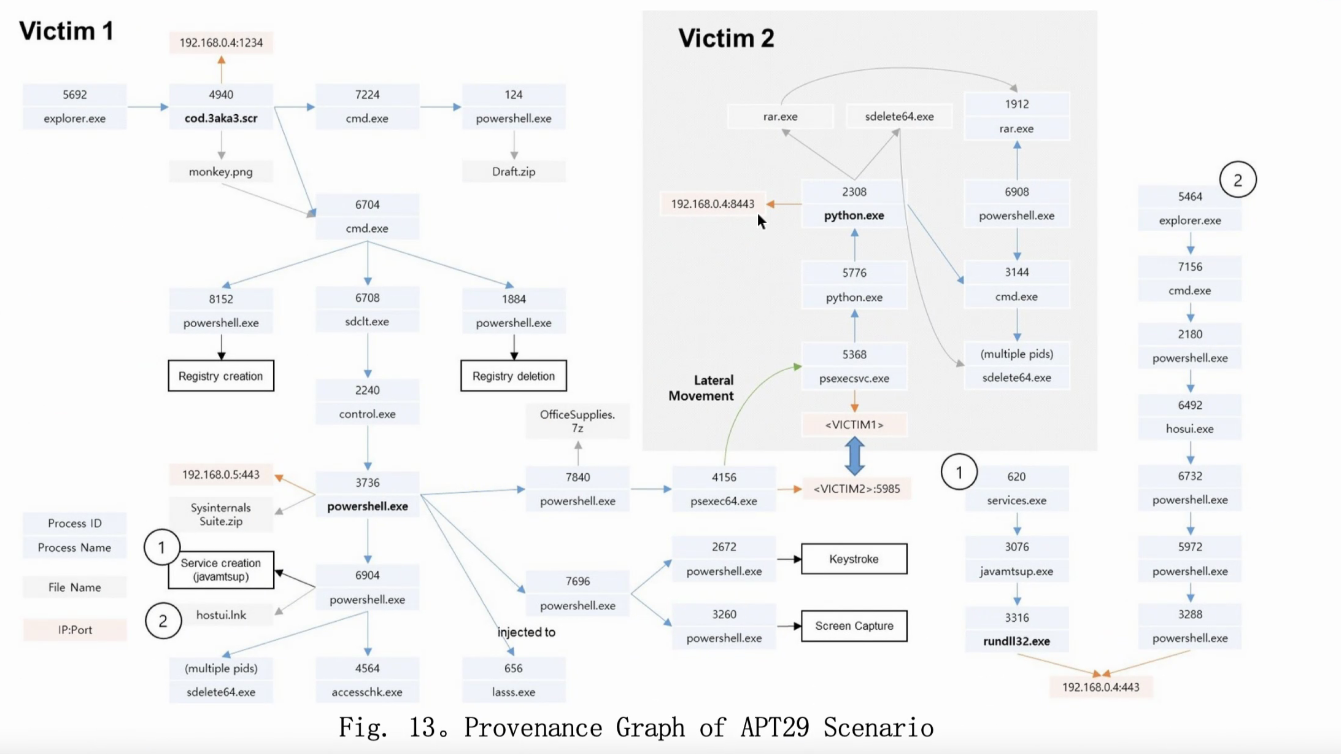 Victim 1
192.168.0.4:1234
5692
explorer.exe
4940
cod.3aka3.scr
7224
cmd.exe
124
powershell.exe
monkey.png
Draft.zip
6704
cmd.exe
8152
powershell.exe
6708
sdclt.exe
1884
powershell.exe
Registry creation
Registry deletion
2240
control.exe
192.168.0.5:443
3736
powershell.exe
Sysinternals
Suite.zip
OfficeSupplies.
7z
7840
powershell.exe
4156
psexec64.exe
<VICTIM2>:5985
Process ID
Process Name
File Name
IP:Port
1
Service creation
(javamtsup)
2
hostui.lnk
6904
powershell.exe
(multiple pids)
sdelete64.exe
4564
accesschk.exe
injected to
656
lasss.exe
7696
powershell.exe
2672
powershell.exe
Keystroke
3260
powershell.exe
Screen Capture
Victim 2
rar.exe
sdelete64.exe
1912
rar.exe
192.168.0.4:8443
2308
python.exe
6908
powershell.exe
5776
python.exe
3144
cmd.exe
Lateral
Movement
5368
psexecsvc.exe
(multiple pids)
sdelete64.exe
<VICTIM1>
1
620
services.exe
3076
javamtsup.exe
3316
rundll32.exe
2
5464
explorer.exe
7156
cmd.exe
2180
powershell.exe
6492
hosui.exe
6732
powershell.exe
5972
powershell.exe
3288
powershell.exe
192.168.0.4:443
Fig. 13。Provenance Graph of APT29 Scenario